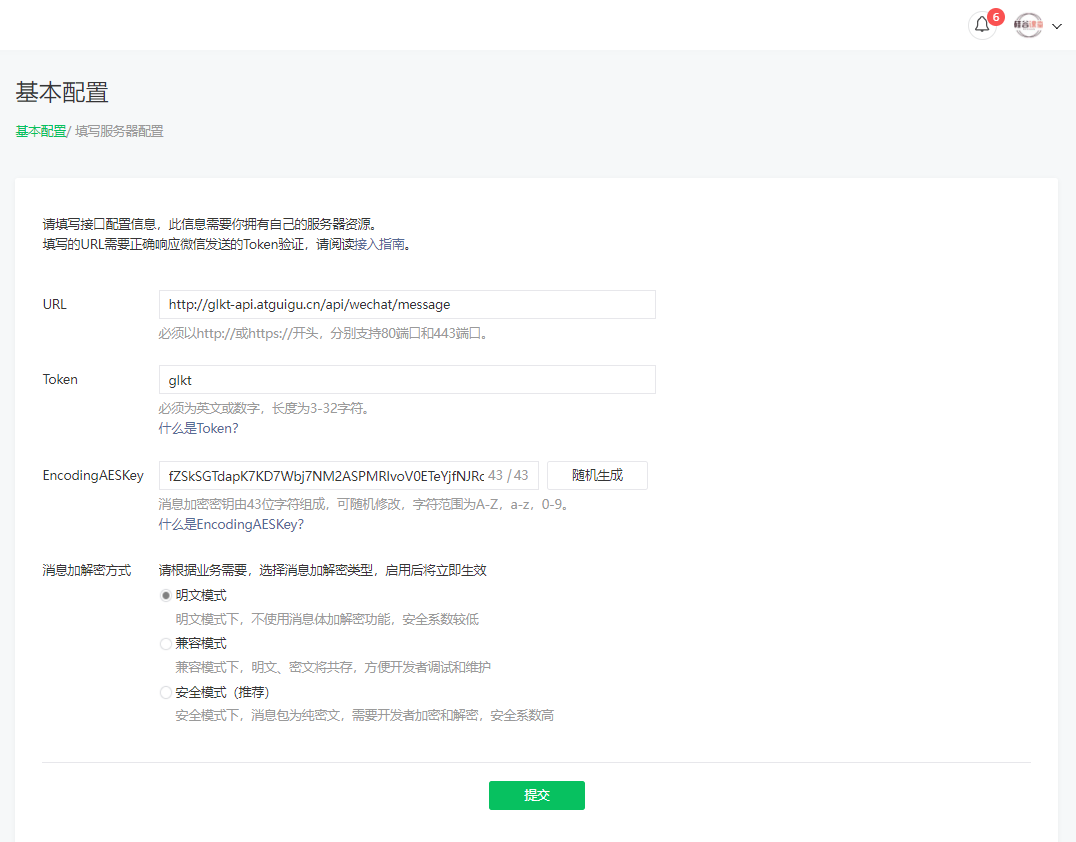 6
硅谷课堂
基本配置
基本配置/ 填写服务器配置
请填写接口配置信息，此信息需要你拥有自己的服务器资源。
填写的URL需要正确响应微信发送的Token验证，请阅读接入指南。
URL
http://glkt-api.atguigu.cn/api/wechat/message
必须以http://或https://开头，分别支持80端口和443端口。
Token
glkt
必须为英文或数字，长度为3-32字符。
什么是Token?
EncodingAESKey
fZSkSGTdapK7KD7Wbj7NM2ASPMRIvoV0ETeYjfNJRc 43 / 43 随机生成
消息加密密钥由43位字符组成，可随机修改，字符范围为A-Z，a-z，0-9。
什么是EncodingAESKey?
消息加解密方式
请根据业务需要，选择消息加解密类型，启用后将立即生效
明文模式
明文模式下，不使用消息体加解密功能，安全系数较低
兼容模式
兼容模式下，明文、密文将共存，方便开发者调试和维护
安全模式（推荐）
安全模式下，消息包为纯密文，需要开发者加密和解密，安全系数高
提交